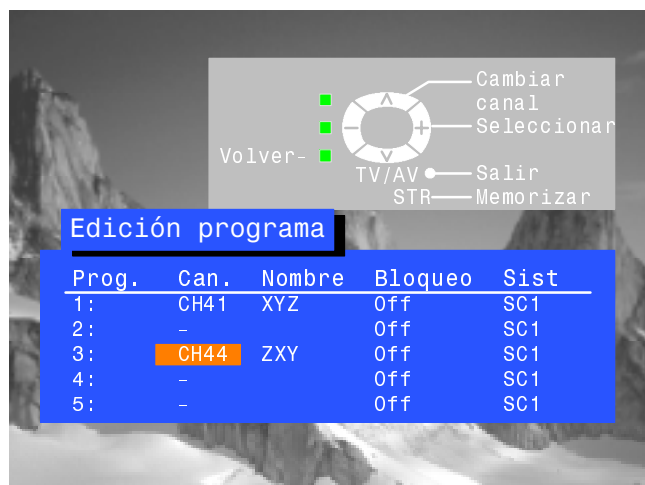 Cambiar
canal
Seleccionar
Volver-
TV/AV Salir
STR Memorizar
Edición programa
Prog. Can. Nombre Bloqueo Sist
1: CH41 XYZ Off SC1
2: – Off SC1
3: CH44 ZXY Off SC1
4: – Off SC1
5: – Off SC1